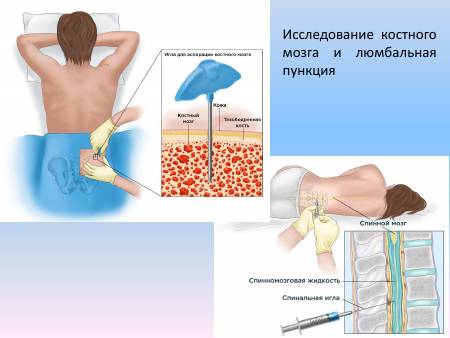 Исследование костного
мозга и люмбальная
пункция
Игла для аспирации костного мозга
Кожа
Костный
мозг
Тазобедренная
кость
Спинной мозг
Спинномозговая жидкость
Спинальная игла